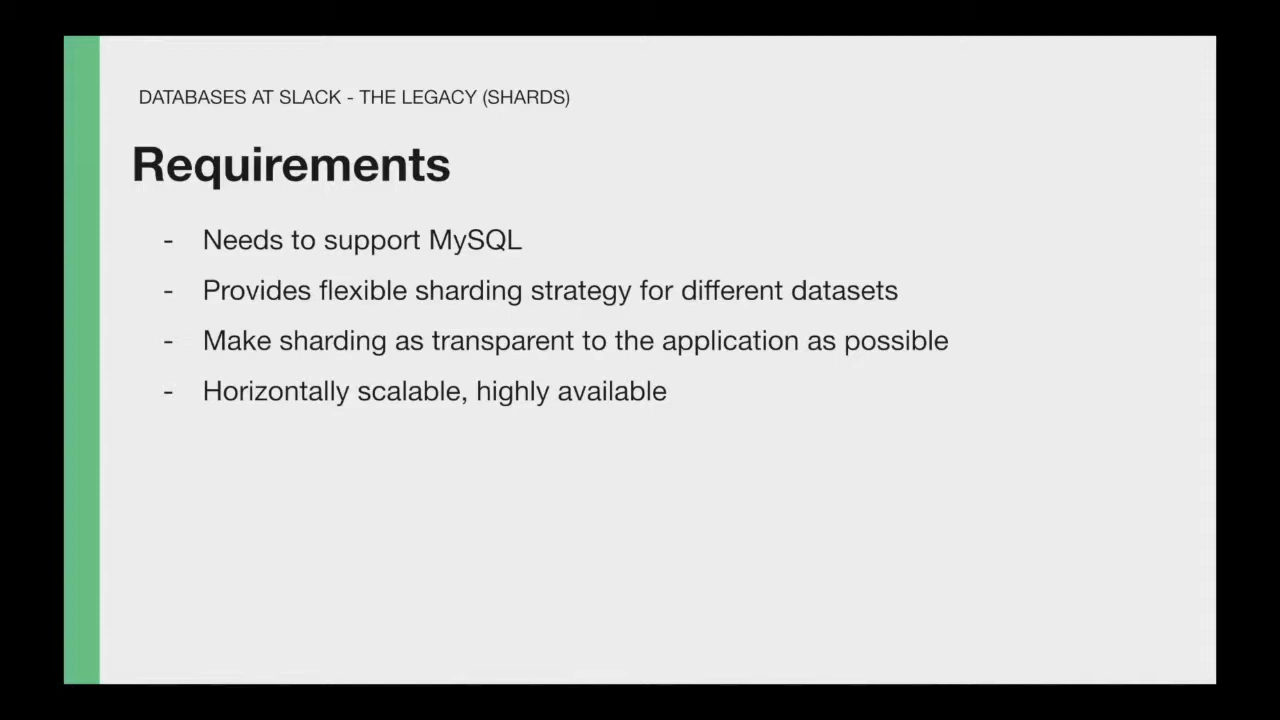 DATABASES AT SLACK - THE LEGACY (SHARDS)
Requirements
- Needs to support MySQL
- Provides flexible sharding strategy for different datasets
- Make sharding as transparent to the application as possible
- Horizontally scalable, highly available